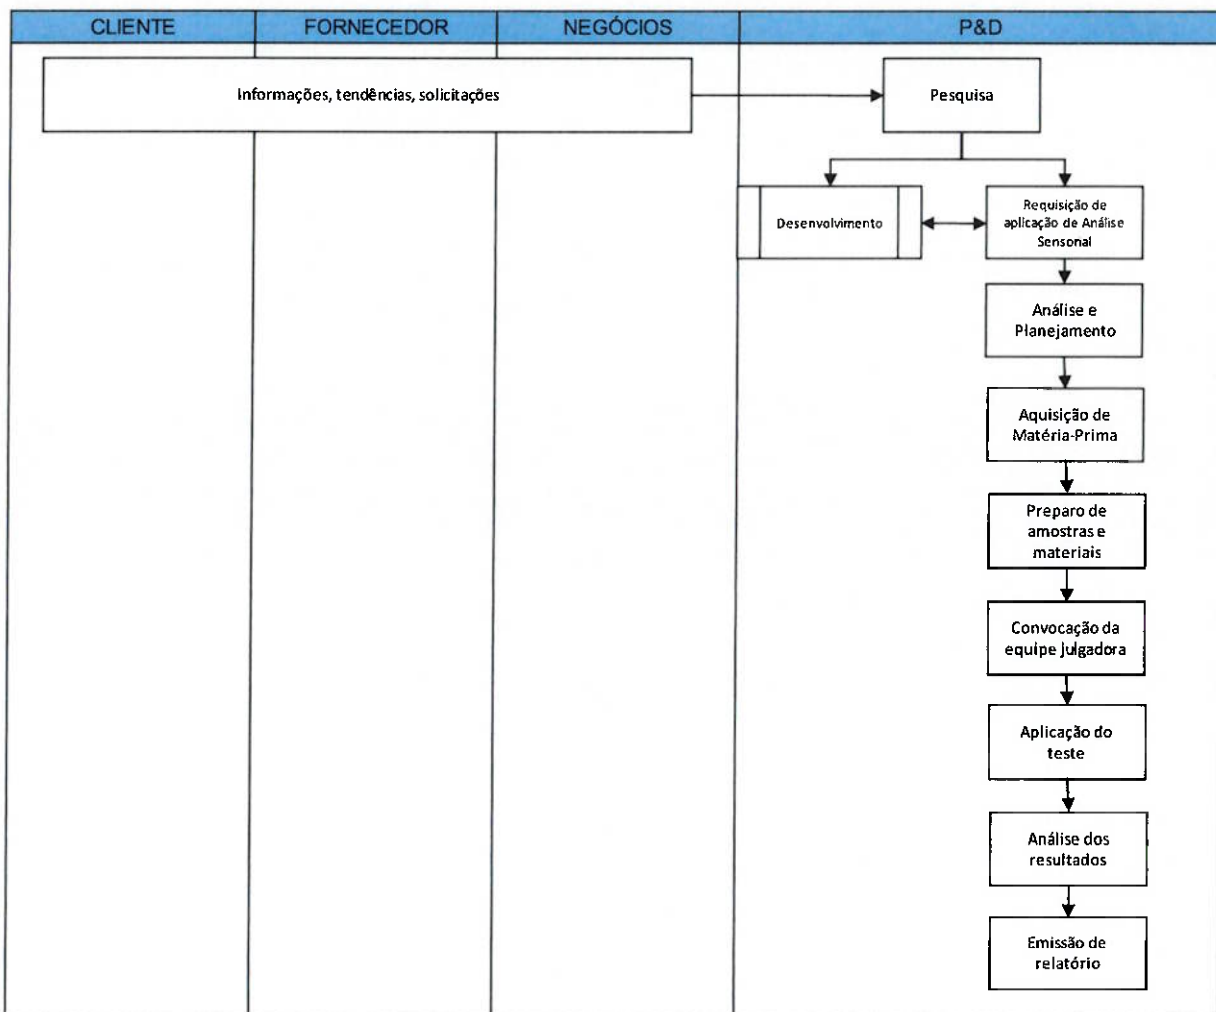 CLIENTE
FORNECEDOR
NEGÓCIOS
P&D
Informações, tendências, solicitações
Pesquisa
Desenvolvimento
Requisição de
aplicação de Análise
Sensonal
Análise e
Planejamento
Aquisição de
Matéria-Prima
Preparo de
amostras e
materiais
Convocação da
equipe julgadora
Aplicação do
teste
Análise dos
resultados
Emissão de
relatório